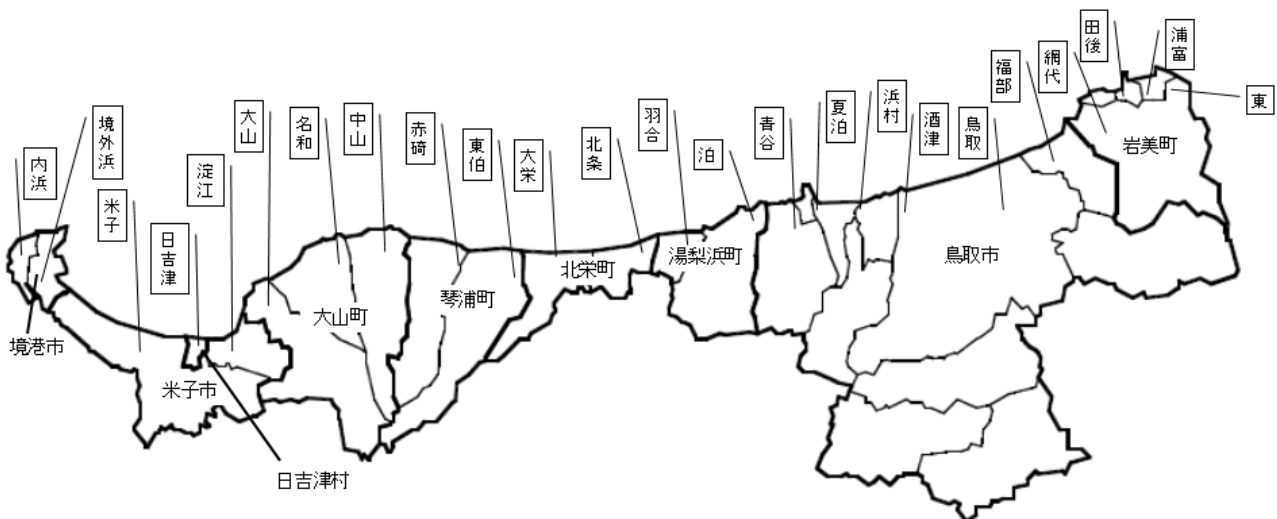 内浜
境外浜
米子
日吉津
淀江
大山
名和
中山
赤碕
東伯
大栄
北条
羽合
泊
青谷
夏泊
浜村
酒津
鳥取
福部
網代
田後
浦富
東
境港市
米子市
日吉津村
大山町
琴浦町
北栄町
湯梨浜町
鳥取市
岩美町